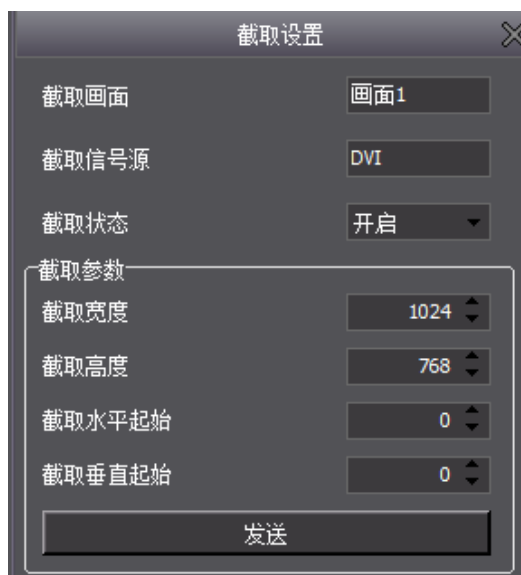 截取设置
截取画面 画面1
截取信号源 DVI
截取状态 开启
截取参数
截取宽度 1024
截取高度 768
截取水平起始 0
截取垂直起始 0
发送